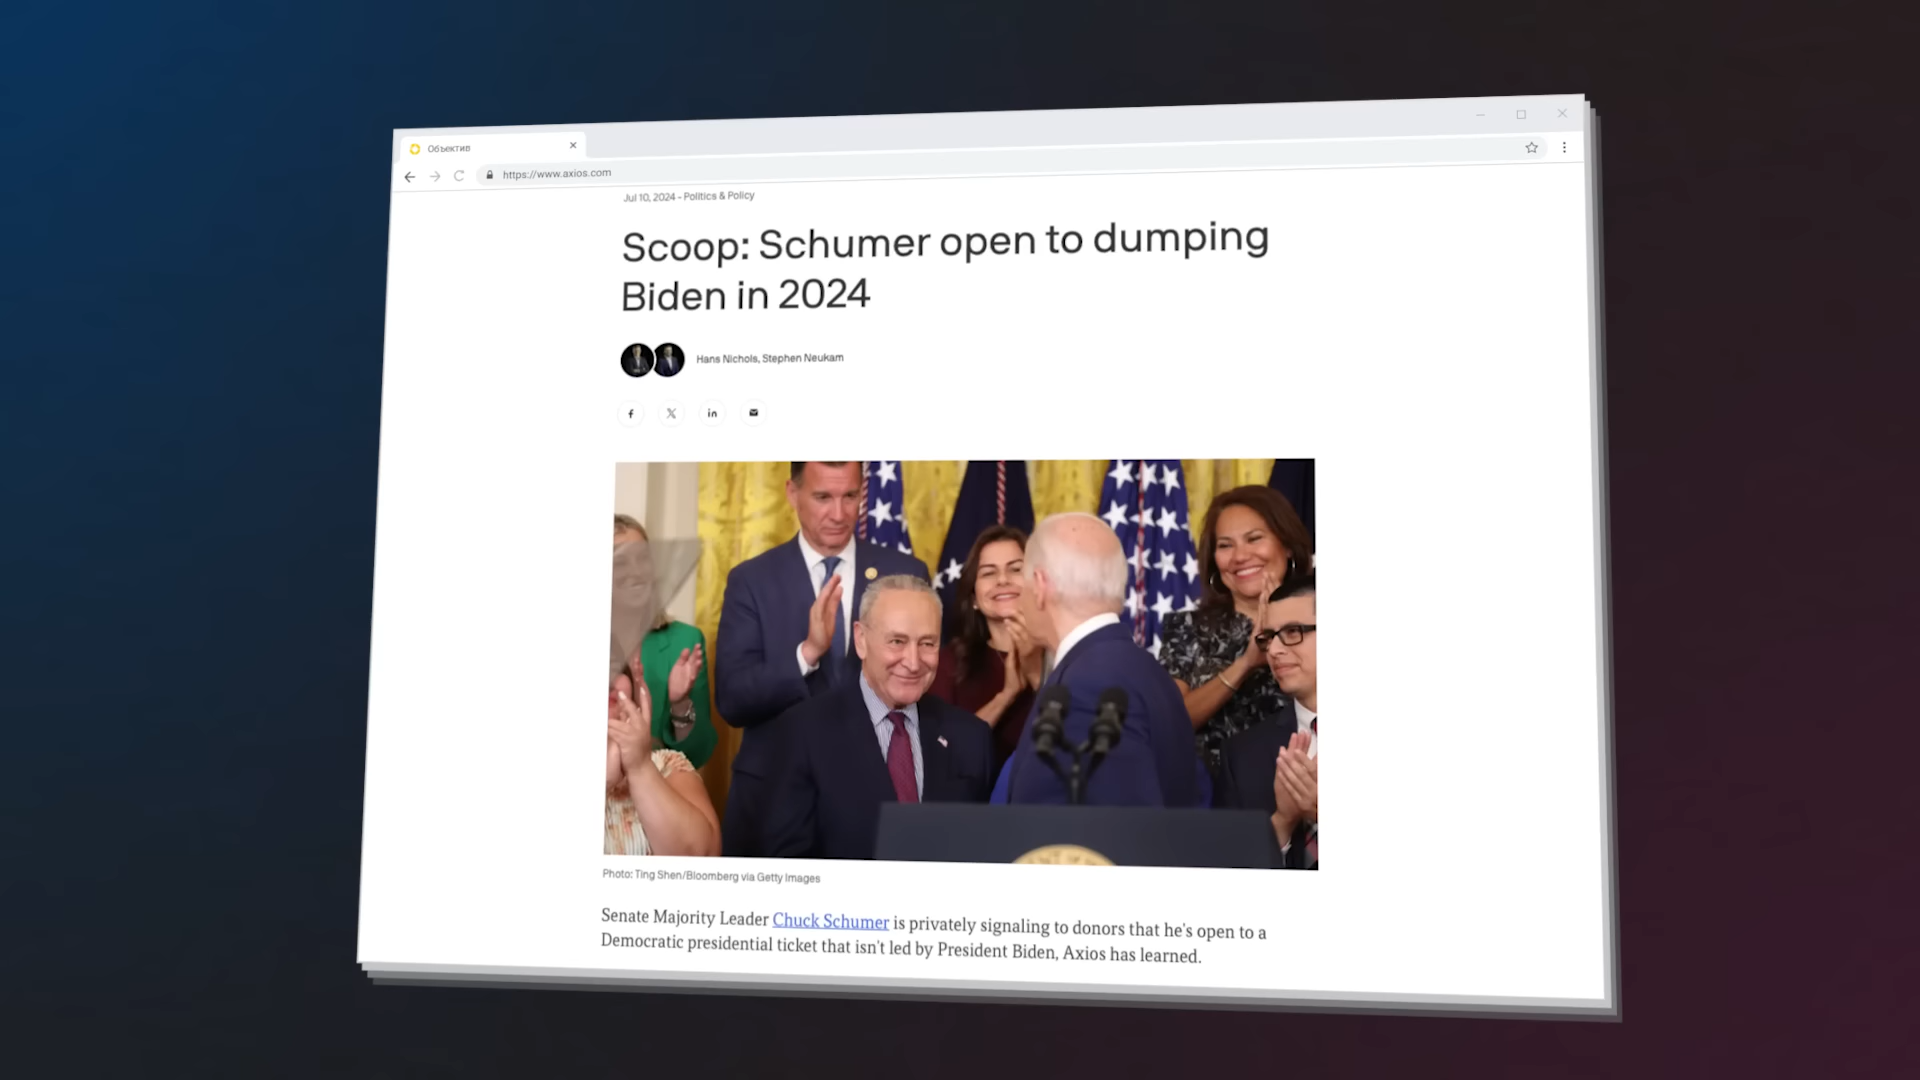 Объектив
https://www.axios.com
Jul 10, 2024 - Politics & Policy
Scoop: Schumer open to dumping
Biden in 2024
Hans Nichols, Stephen Neukam
Photo: Ting Shen/Bloomberg via Getty Images
Senate Majority Leader Chuck Schumer is privately signaling to donors that he's open to a
Democratic presidential ticket that isn't led by President Biden, Axios has learned.